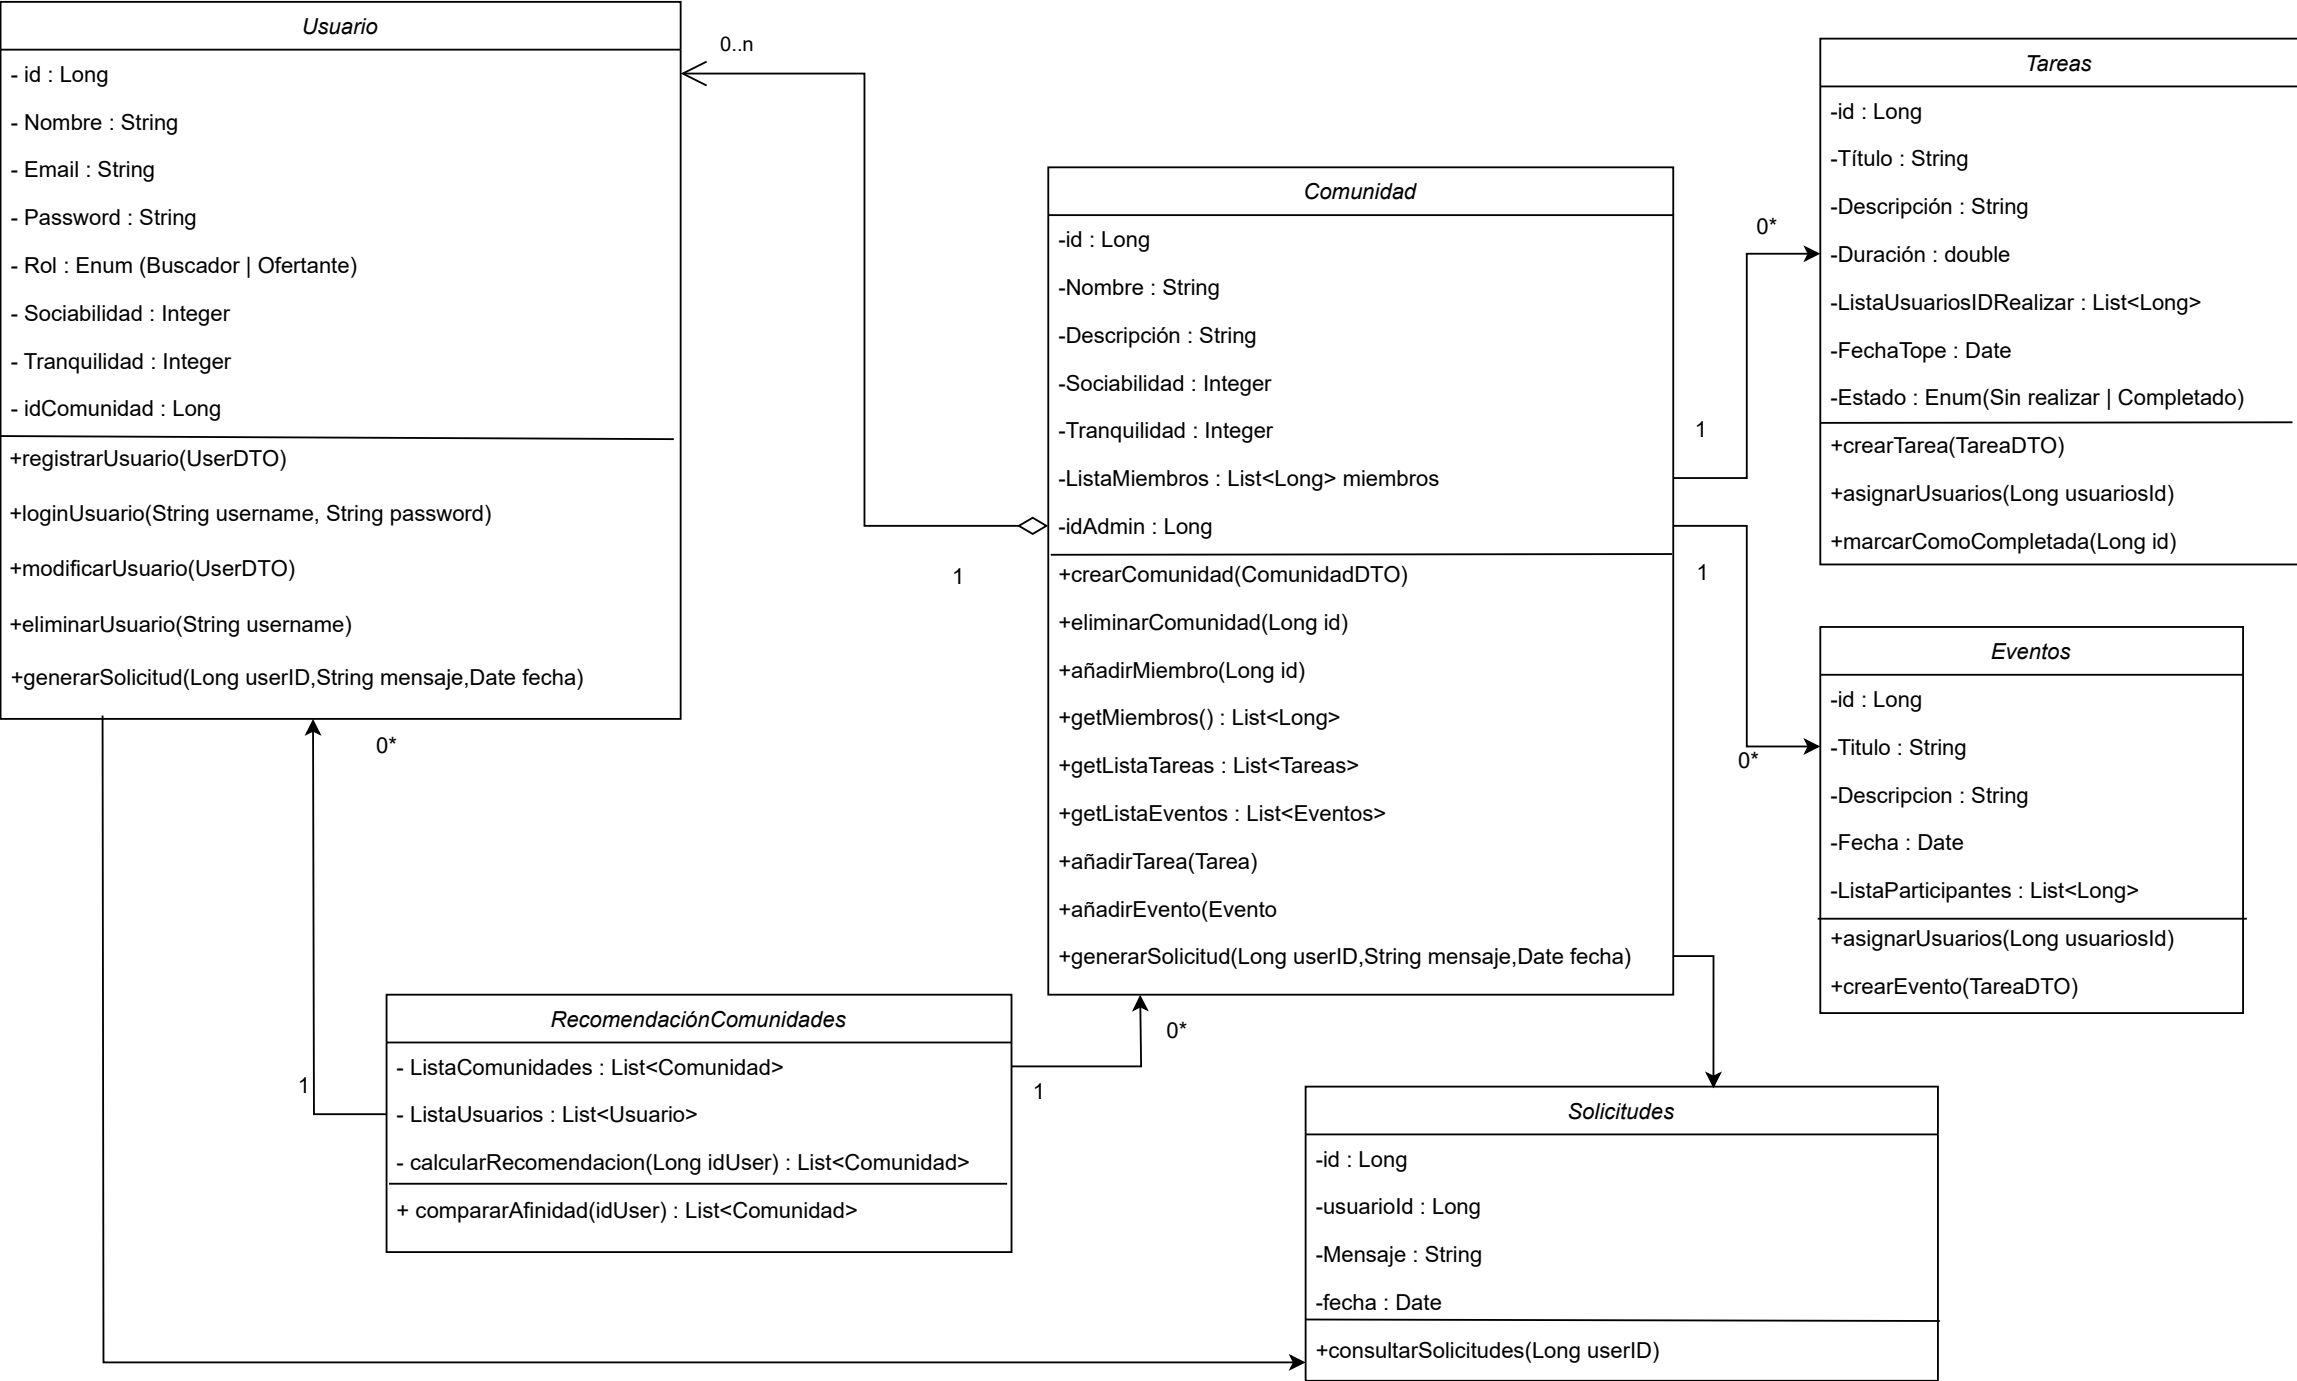 Usuario
- id : Long
- Nombre : String
- Email : String
- Password : String
- Rol : Enum (Buscador | Ofertante)
- Sociabilidad : Integer
- Tranquilidad : Integer
- idComunidad : Long
+registrarUsuario(UserDTO)
+loginUsuario(String username, String password)
+modificarUsuario(UserDTO)
+eliminarUsuario(String username)
+generarSolicitud(Long userID,String mensaje,Date fecha)
0..n
1
Comunidad
-id : Long
-Nombre : String
-Descripción : String
-Sociabilidad : Integer
-Tranquilidad : Integer
-ListaMiembros : List<Long> miembros
-idAdmin : Long
+crearComunidad(ComunidadDTO)
+eliminarComunidad(Long id)
+añadirMiembro(Long id)
+getMiembros() : List<Long>
+getListaTareas : List<Tareas>
+getListaEventos : List<Eventos>
+añadirTarea(Tarea)
+añadirEvento(Evento
+generarSolicitud(Long userID,String mensaje,Date fecha)
0*
1
1
0*
Tareas
-id : Long
-Título : String
-Descripción : String
-Duración : double
-ListaUsuariosIDRealizar : List<Long>
-FechaTope : Date
-Estado : Enum(Sin realizar | Completado)
+crearTarea(TareaDTO)
+asignarUsuarios(Long usuariosId)
+marcarComoCompletada(Long id)
Eventos
-id : Long
-Titulo : String
-Descripcion : String
-Fecha : Date
-ListaParticipantes : List<Long>
+asignarUsuarios(Long usuariosId)
+crearEvento(TareaDTO)
0*
1
RecomendaciónComunidades
- ListaComunidades : List<Comunidad>
- ListaUsuarios : List<Usuario>
- calcularRecomendacion(Long idUser) : List<Comunidad>
+ compararAfinidad(idUser) : List<Comunidad>
0*
1
Solicitudes
-id : Long
-usuarioId : Long
-Mensaje : String
-fecha : Date
+consultarSolicitudes(Long userID)